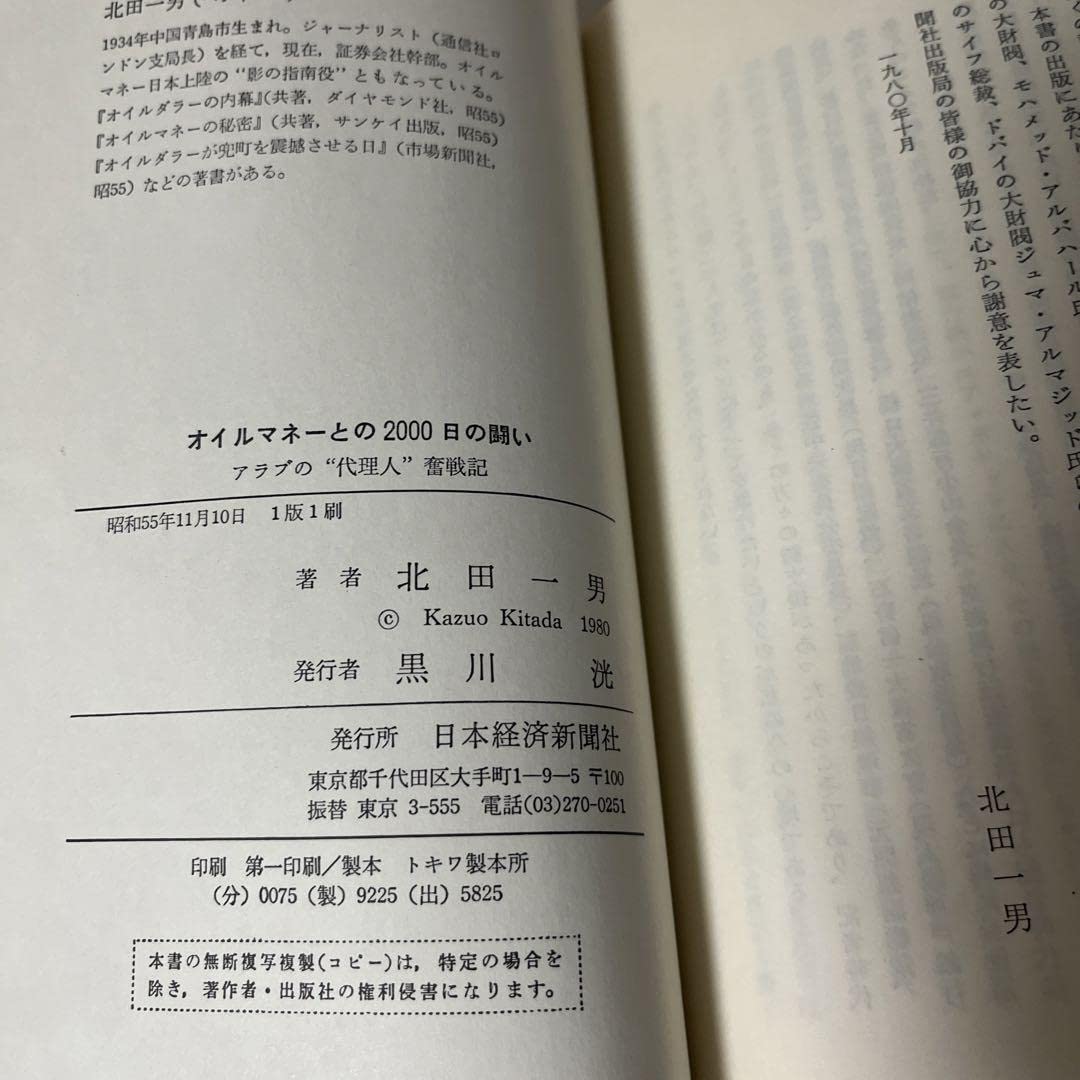 北田一男
1934年中国青島市生まれ。ジャーナリスト（通信社ロ
ンドン支局長）を経て，現在，証券会社幹部。オイル
マネー日本上陸の“影の指南役”ともなっている。
『オイルダラーの内幕』（共著，ダイヤモンド社，昭55）
『オイルマネーの秘密』（共著，サンケイ出版，昭55）
『オイルダラーが兜町を震撼させる日』（市場新聞社，
昭55）などの著書がある。
オイルマネーとの2000日の闘い
アラブの“代理人”奮戦記
昭和55年11月10日 1版1刷
著者 北田一男
© Kazuo Kitada 1980
発行者 黒川 洸
発行所 日本経済新聞社
東京都千代田区大手町1―9―5 〒100
振替 東京 3-555 電話(03)270-0251
印刷 第一印刷／製本 トキワ製本所
(分) 0075 (製) 9225 (出) 5825
本書の無断複写複製（コピー）は，特定の場合を
除き，著作者・出版社の権利侵害になります。
本書の出版にあたり
の大財閥、モハメッド・アルバハール氏
のサイフ総裁、ドバイの大財閥ジュマ・アルマジッド氏
聞社出版局の皆様の御協力に心から謝意を表したい。
一九八〇年十月
北田一男